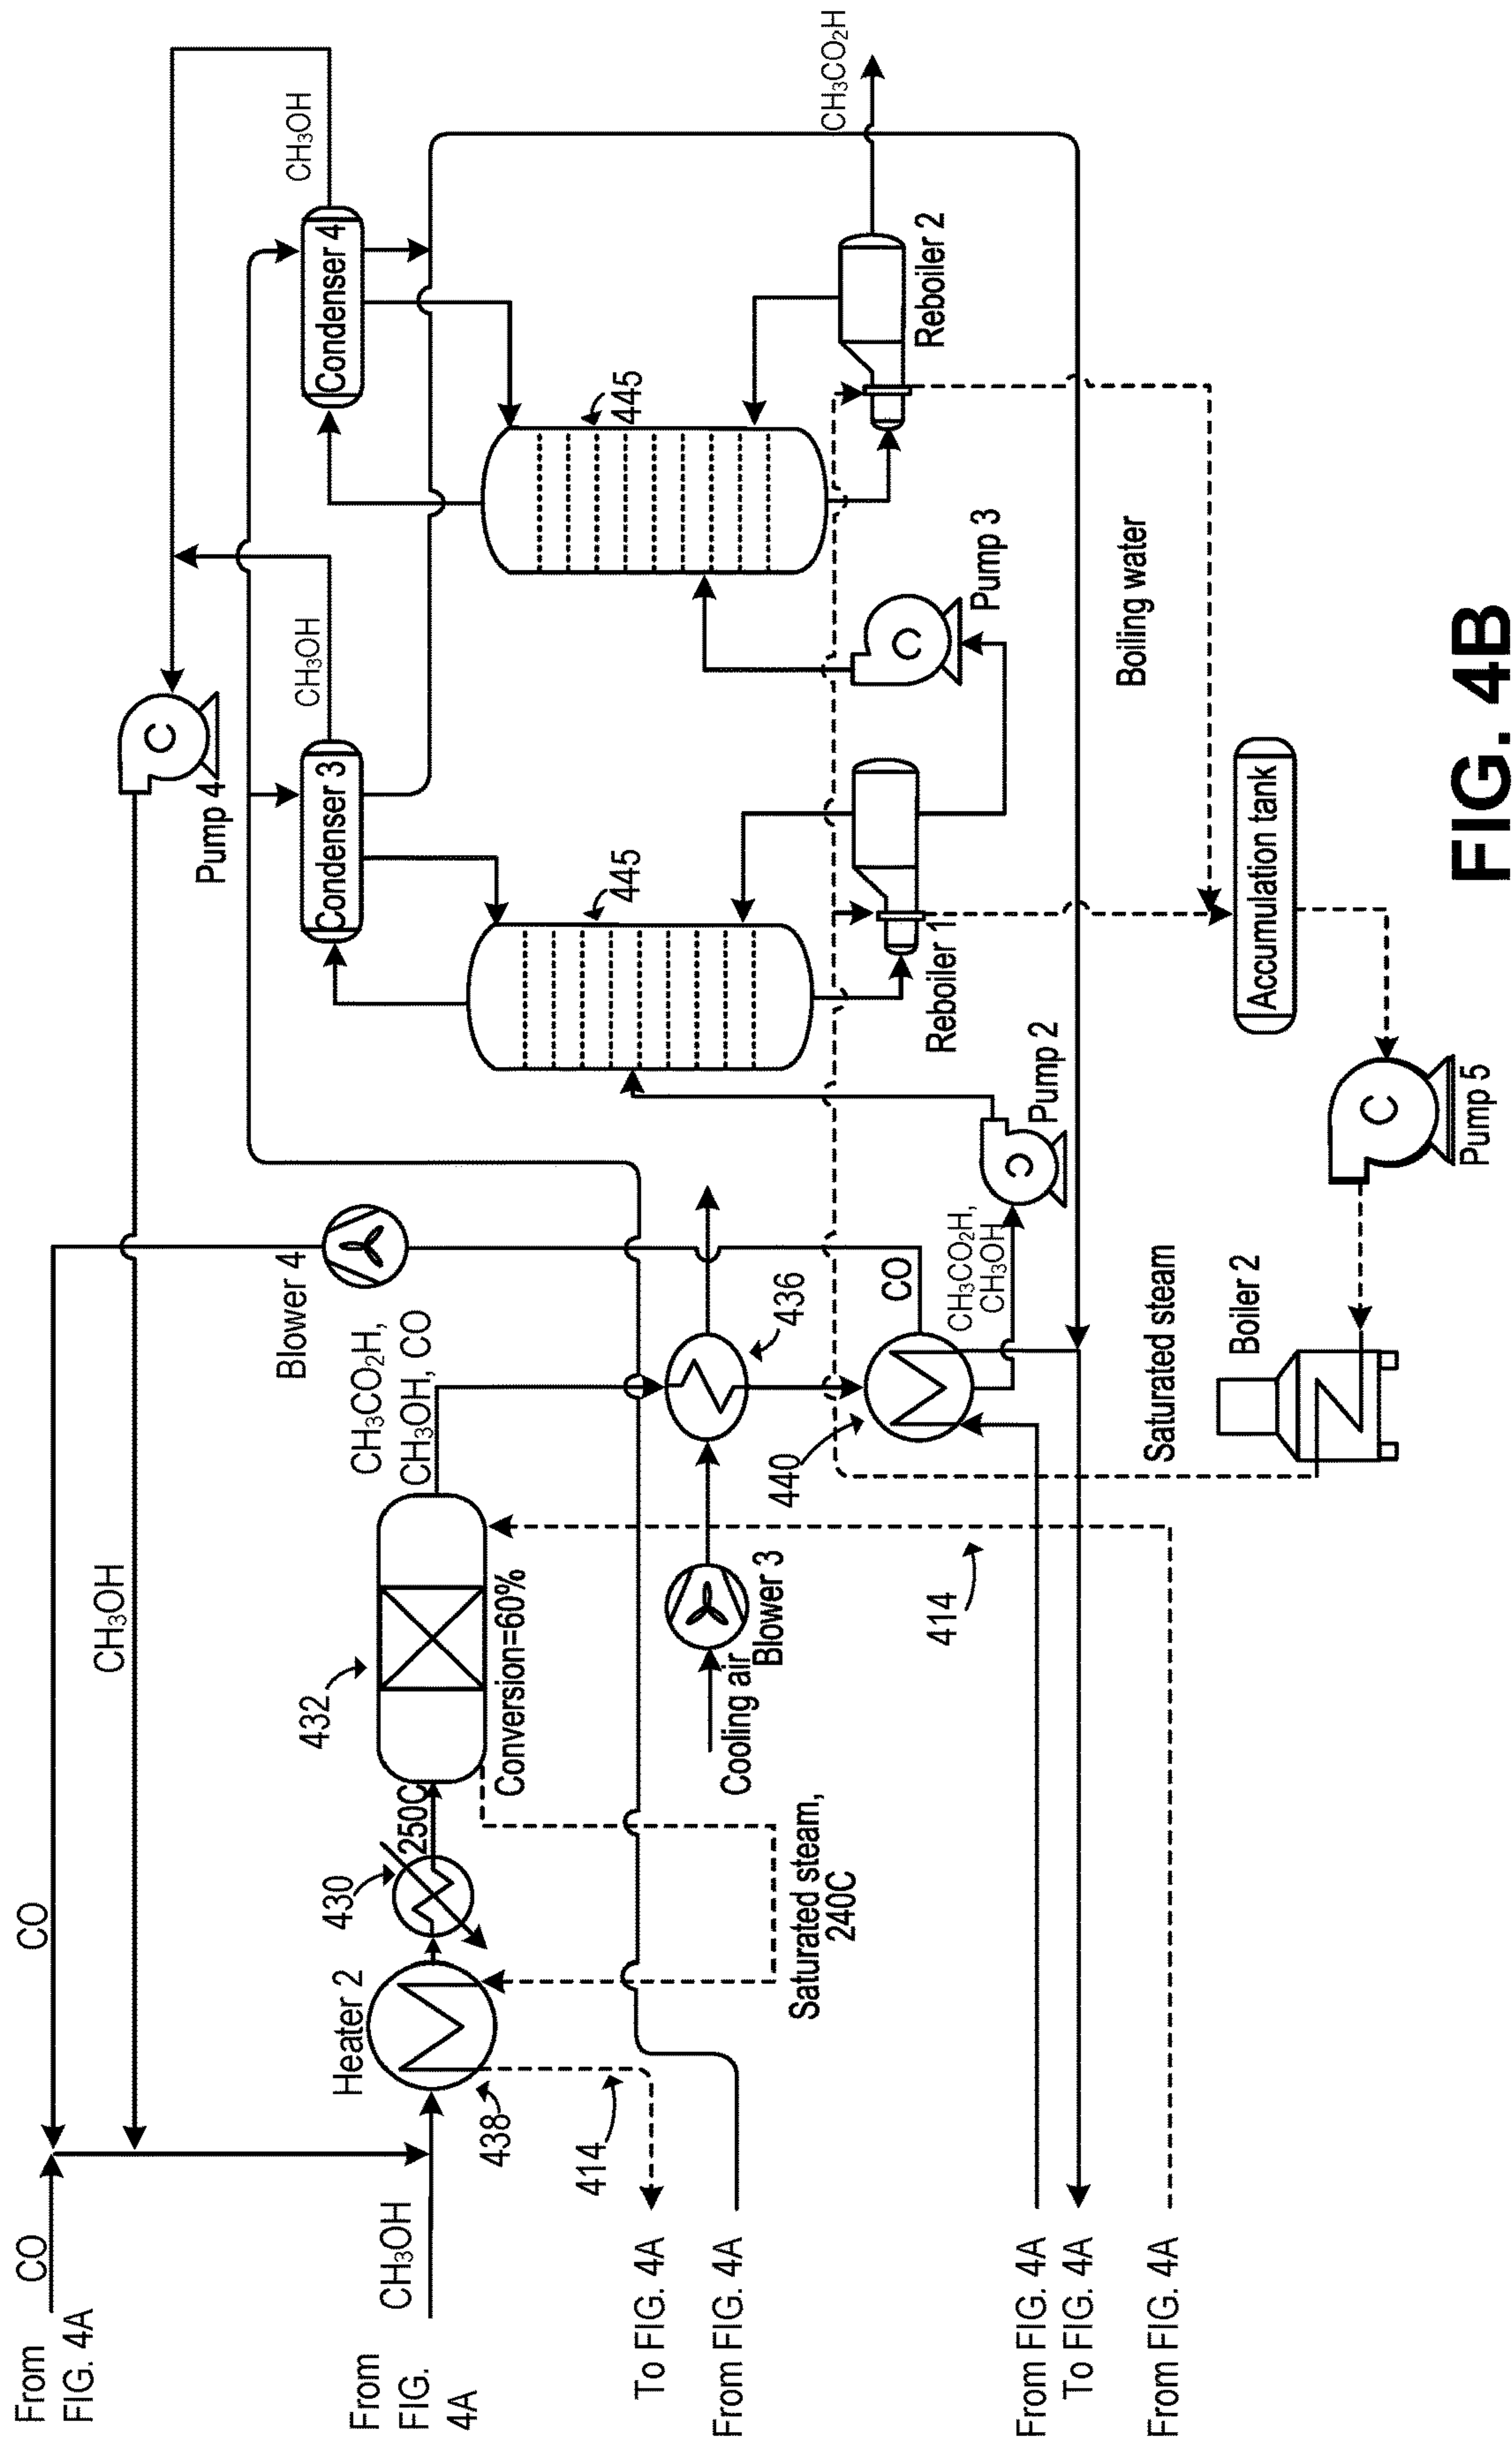 From
FIG. 4A
CO
CO
CH₃OH
Pump 4
CH₃OH
CH₃OH
From
FIG.
4A
CH₃OH
Heater 2
438
414
430
250C
432
Conversion=60%
CH₃CO₂H,
CH₃OH, CO
Blower 4
Condenser 3
Condenser 4
445
445
Saturated steam,
240C
Cooling air
Blower 3
436
440
CO
CH₃CO₂H,
CH₃OH
Pump 2
Reboiler 1
Pump 3
Reboiler 2
CH₃CO₂H
To FIG. 4A
From FIG. 4A
From FIG. 4A
To FIG. 4A
From FIG. 4A
414
Saturated steam
Boiling water
Boiler 2
Accumulation tank
Pump 5
C
C
C
C
FIG. 4B